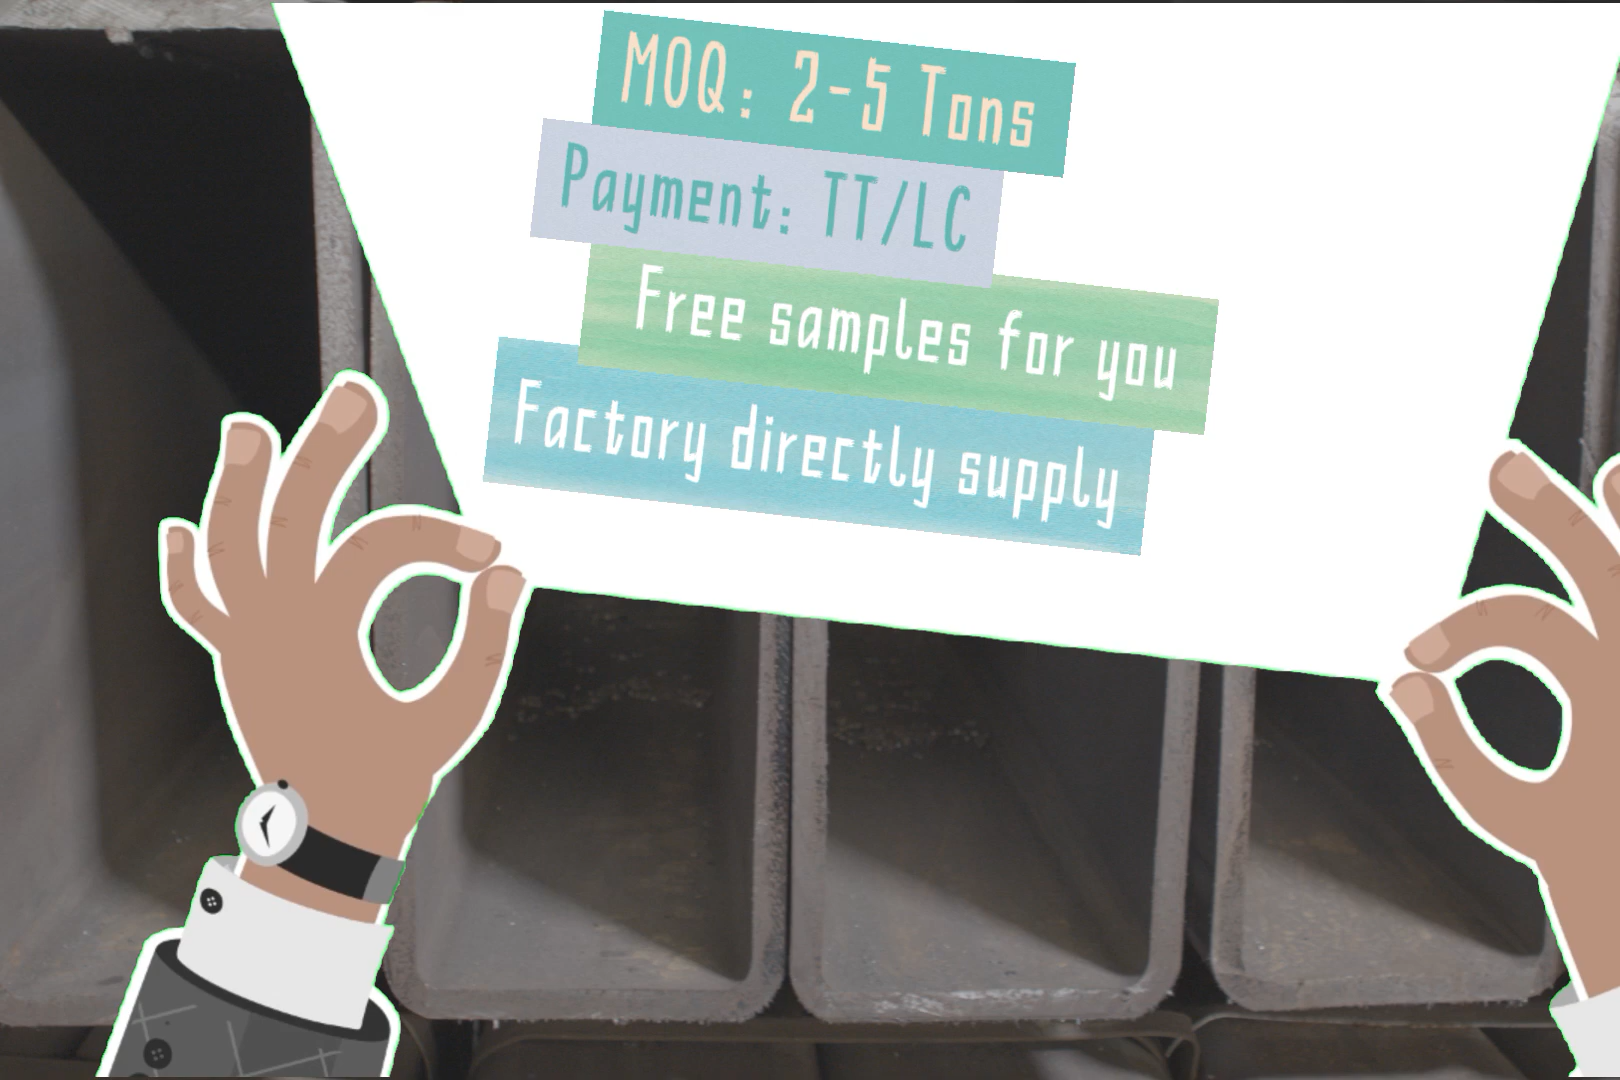 MOQ: 2-5 Tons
Payment: TT/LC
Free samples for you
Factory directly supply